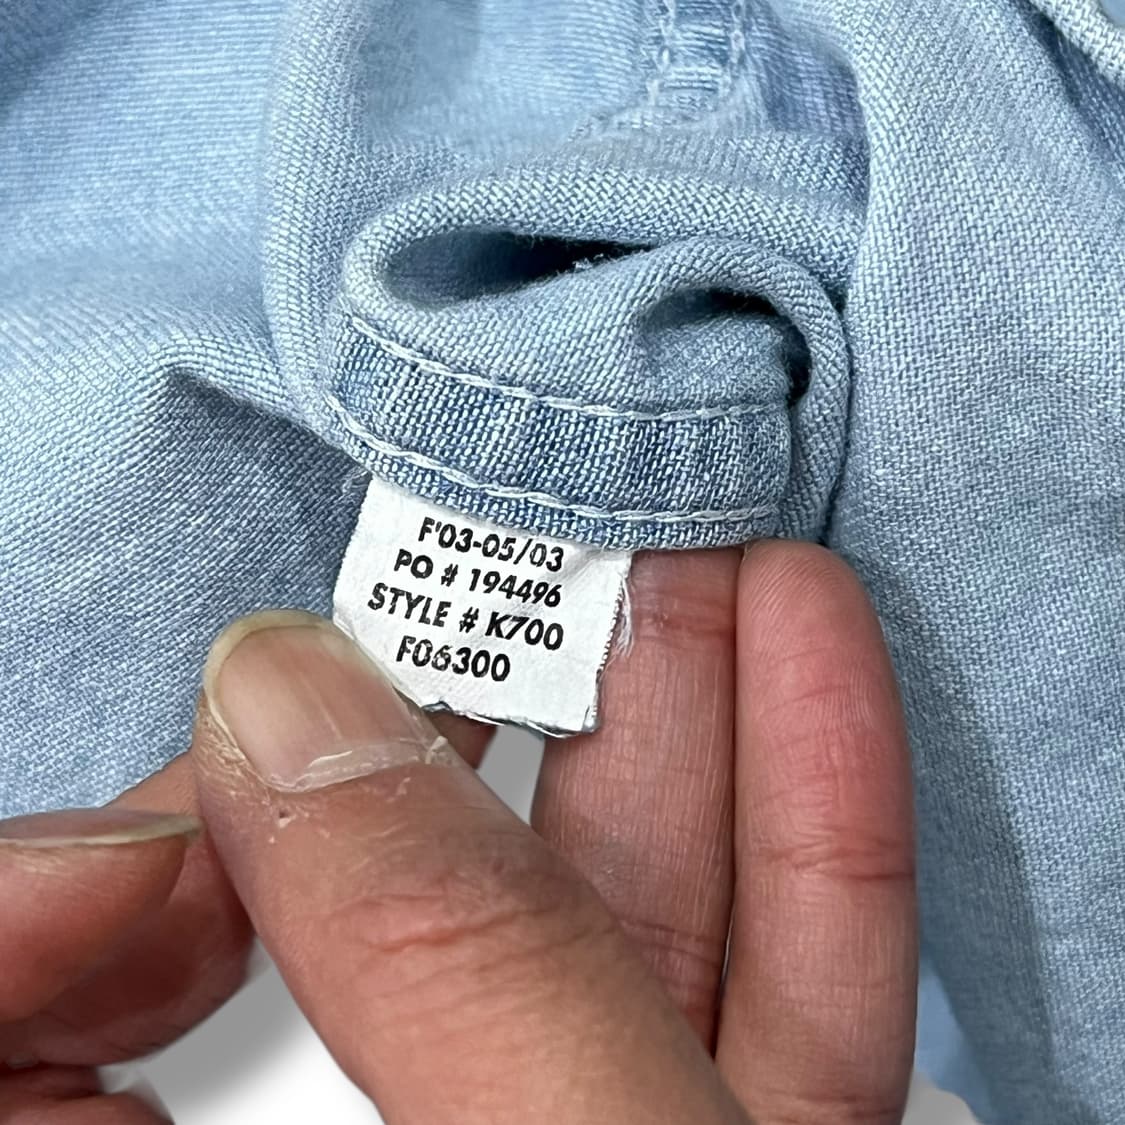 F'03-05/03
PO # 194496
STYLE # K700
F06300